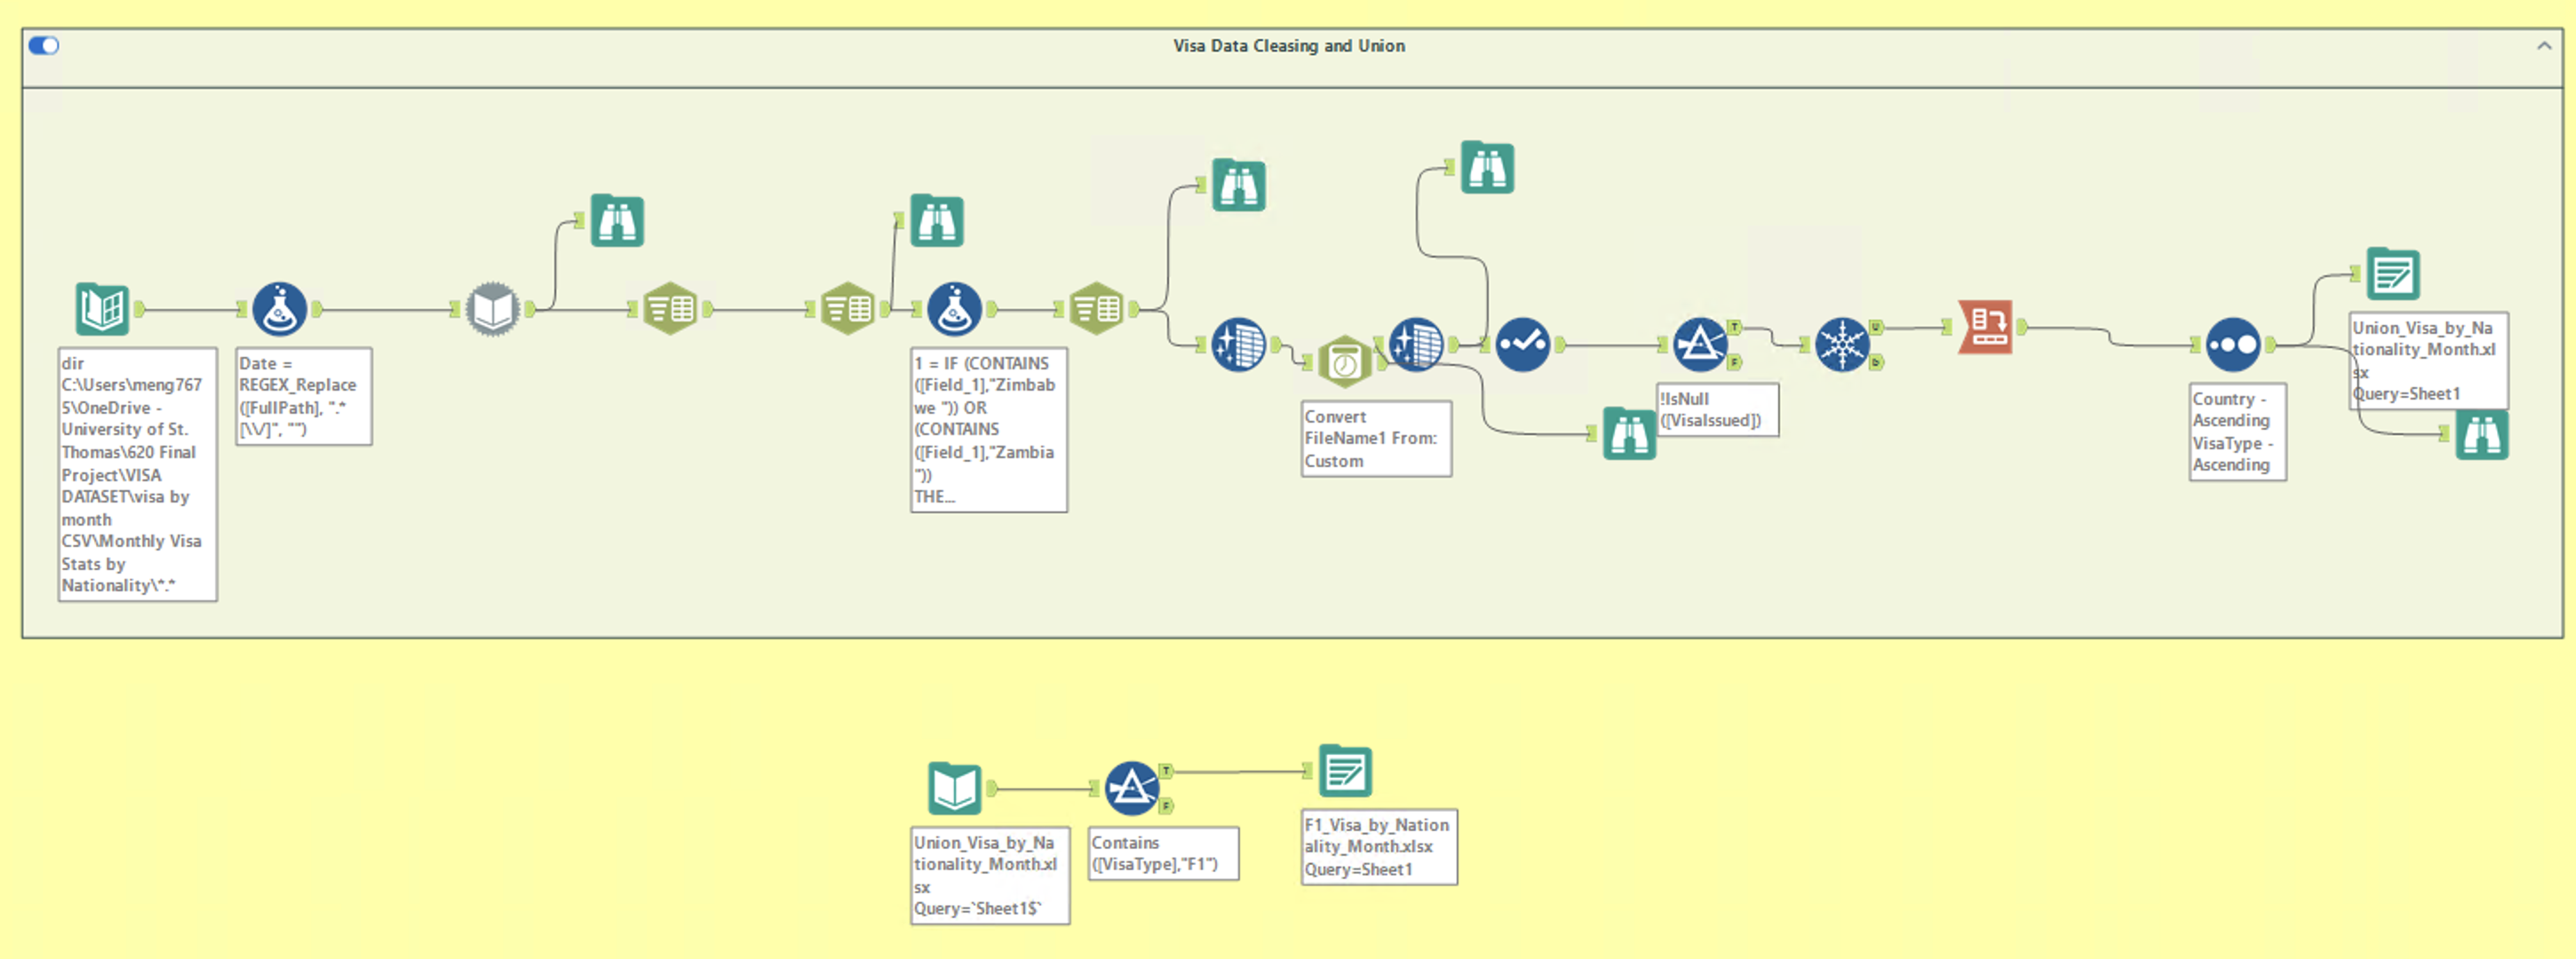 Visa Data Cleasing and Union
dir
C:\Users\meng767
5\OneDrive -
University of St.
Thomas\620 Final
Project\VISA
DATASET\visa by
month
CSV\Monthly Visa
Stats by
Nationality\*.*
Date =
REGEX_Replace
([FullPath], ".*
[\\/]", "")
1 = IF (CONTAINS
([Field_1],"Zimbab
we ")) OR
(CONTAINS
([Field_1],"Zambia
"))
THE...
Convert
FileName1 From:
Custom
T
F
!IsNull
([VisaIssued])
U
D
Country -
Ascending
VisaType -
Ascending
Union_Visa_by_Na
tionality_Month.xl
sx
Query=Sheet1
Union_Visa_by_Na
tionality_Month.xl
sx
Query=`Sheet1$`
T
F
Contains
([VisaType],"F1")
F1_Visa_by_Nation
ality_Month.xlsx
Query=Sheet1